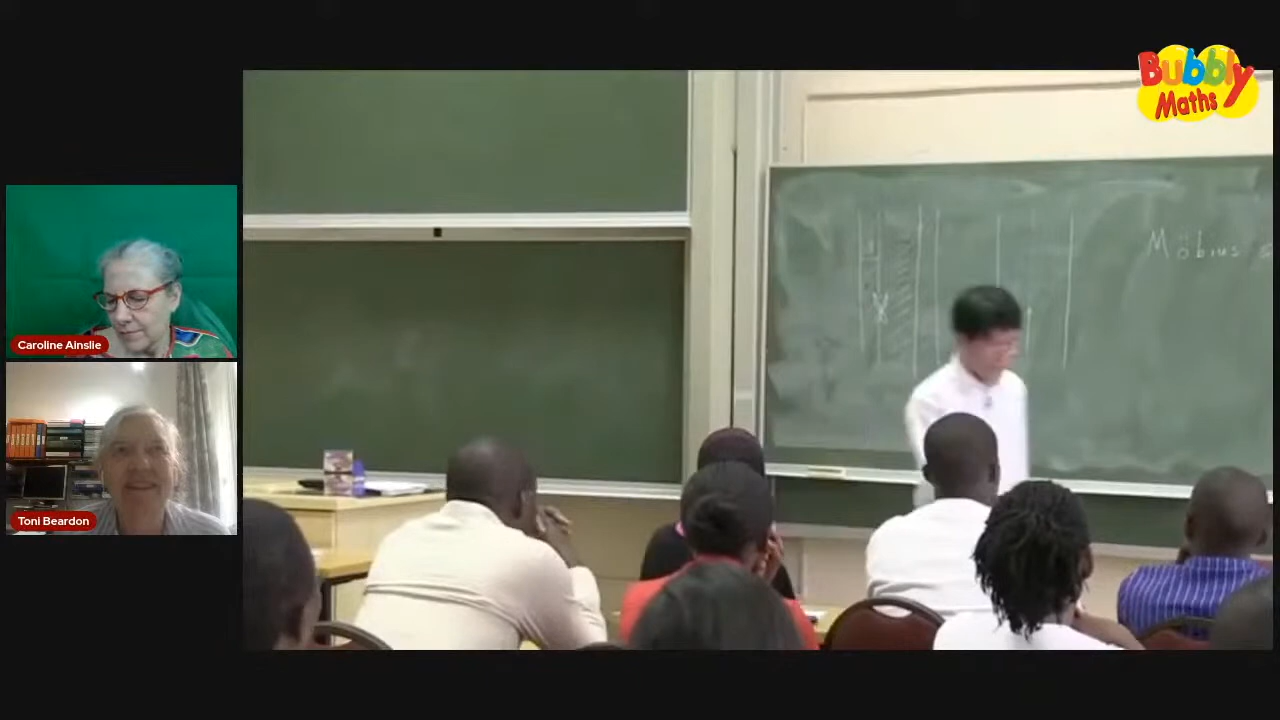 Bubbly
Maths
Möbius
Caroline Ainslie
Toni Beardon